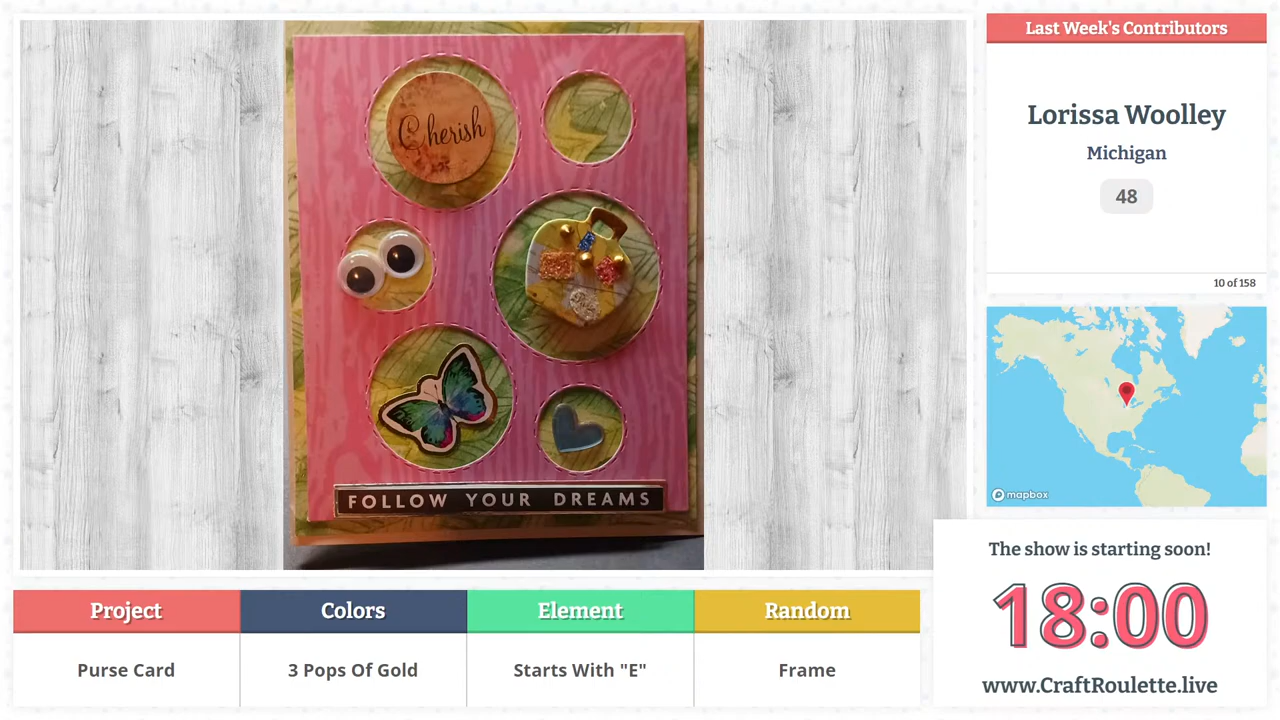 Cherish
FOLLOW YOUR DREAMS
Last Week's Contributors
Lorissa Woolley
Michigan
48
10 of 158
mapbox
The show is starting soon!
18:00
www.CraftRoulette.live
Project
Colors
Element
Random
Purse Card
3 Pops Of Gold
Starts With "E"
Frame